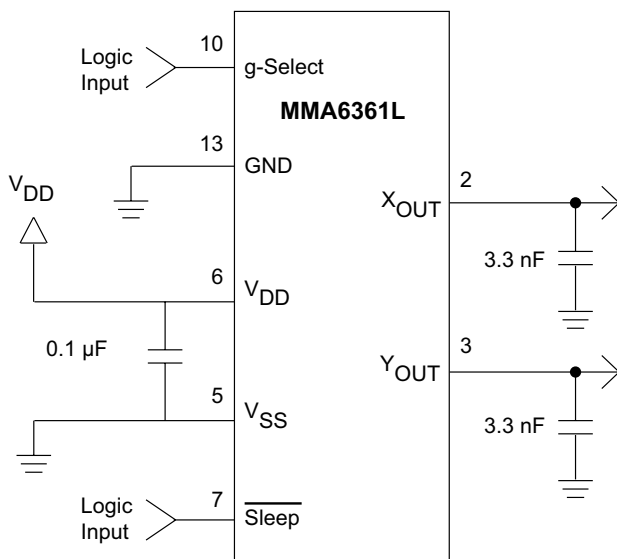 Logic
Input
10
g-Select
MMA6361L
13
GND
VDD
2
XOUT
3.3 nF
6
VDD
0.1 µF
3
YOUT
5
VSS
3.3 nF
Logic
Input
7
Sleep